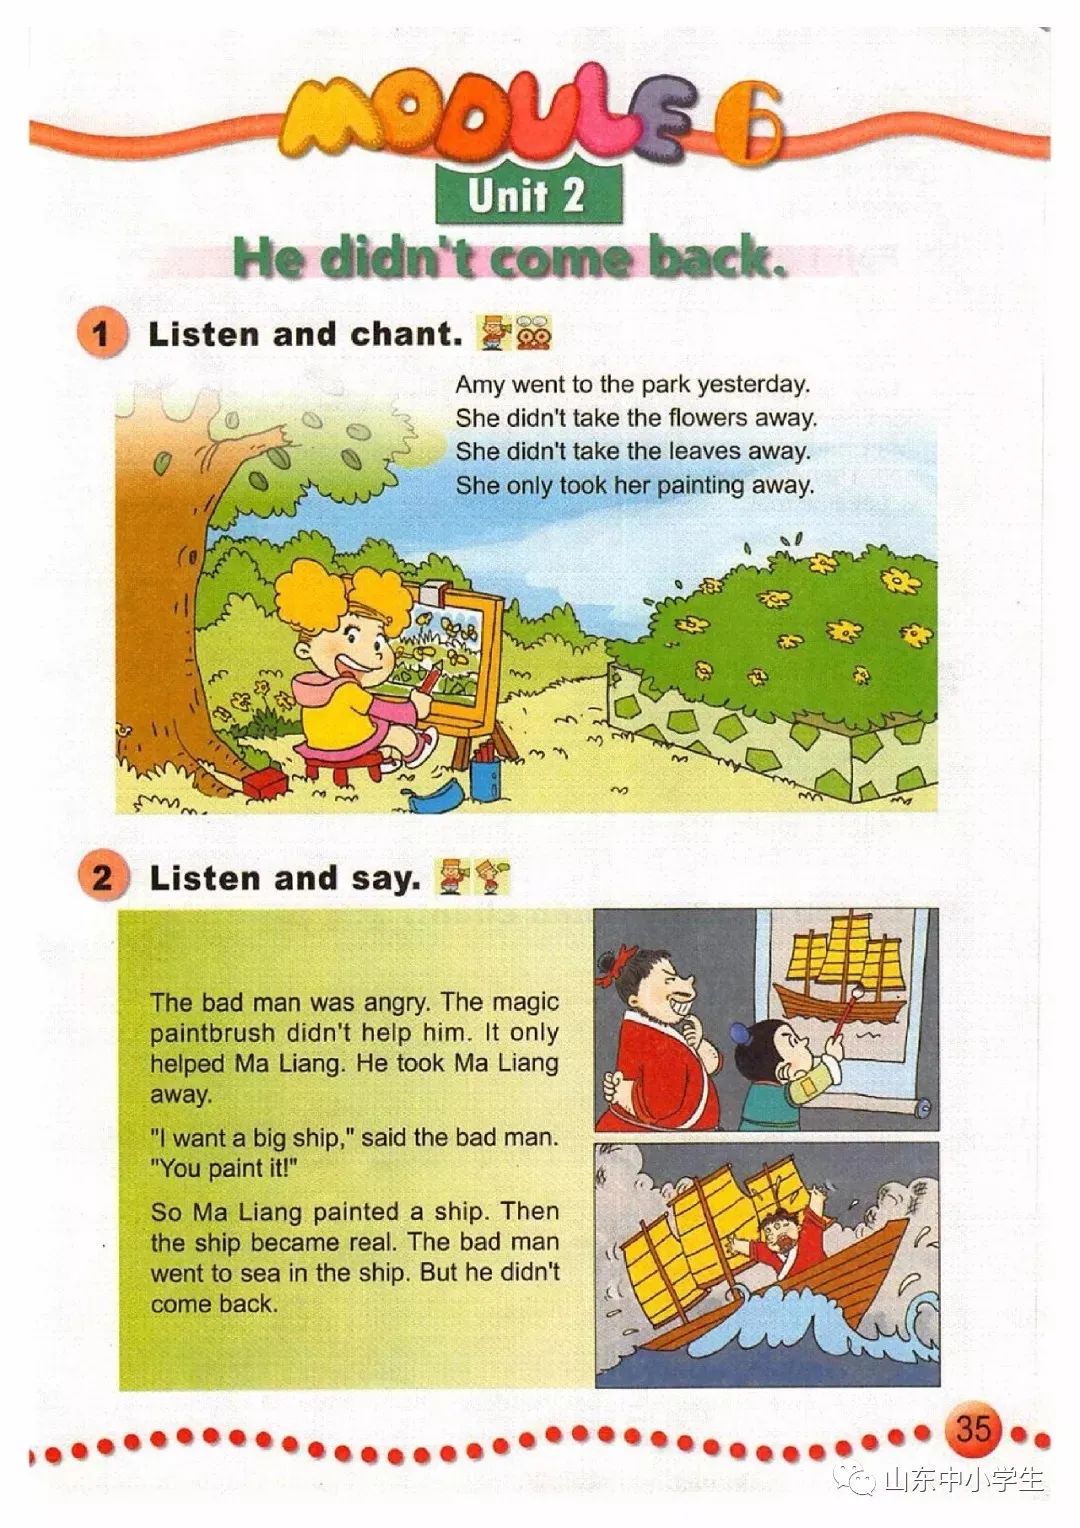 MODULE 6
Unit 2
He didn't come back.
1 Listen and chant.
Amy went to the park yesterday.
She didn't take the flowers away.
She didn't take the leaves away.
She only took her painting away.
2 Listen and say.
The bad man was angry. The magic
paintbrush didn't help him. It only
helped Ma Liang. He took Ma Liang
away.
"I want a big ship," said the bad man.
"You paint it!"
So Ma Liang painted a ship. Then
the ship became real. The bad man
went to sea in the ship. But he didn't
come back.
35
山东中小学生